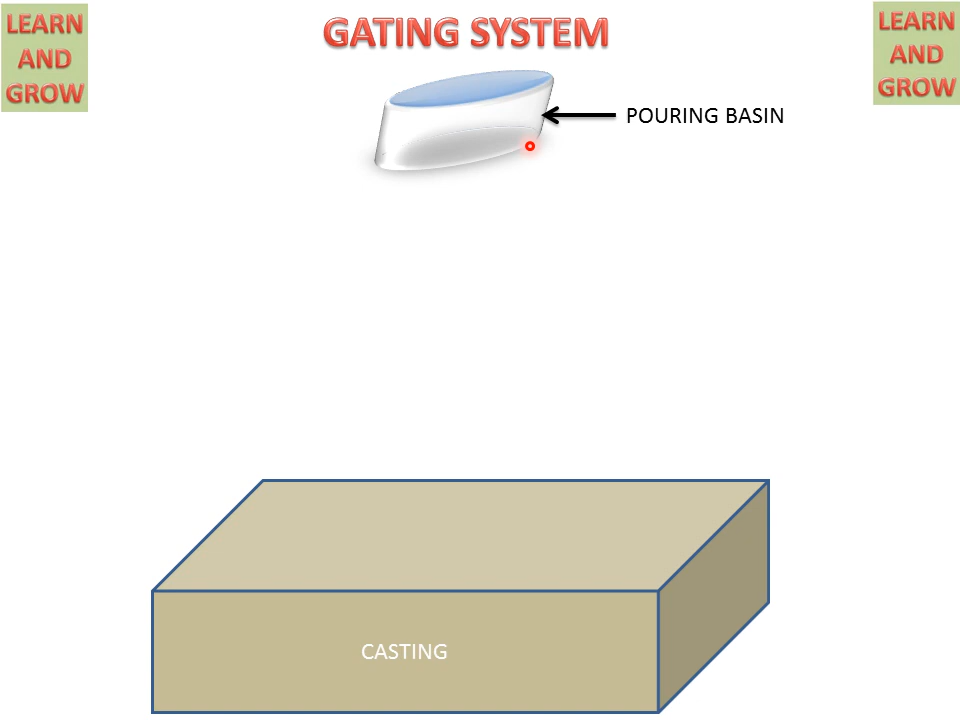 LEARN
AND
GROW
GATING SYSTEM
LEARN
AND
GROW
POURING BASIN
CASTING